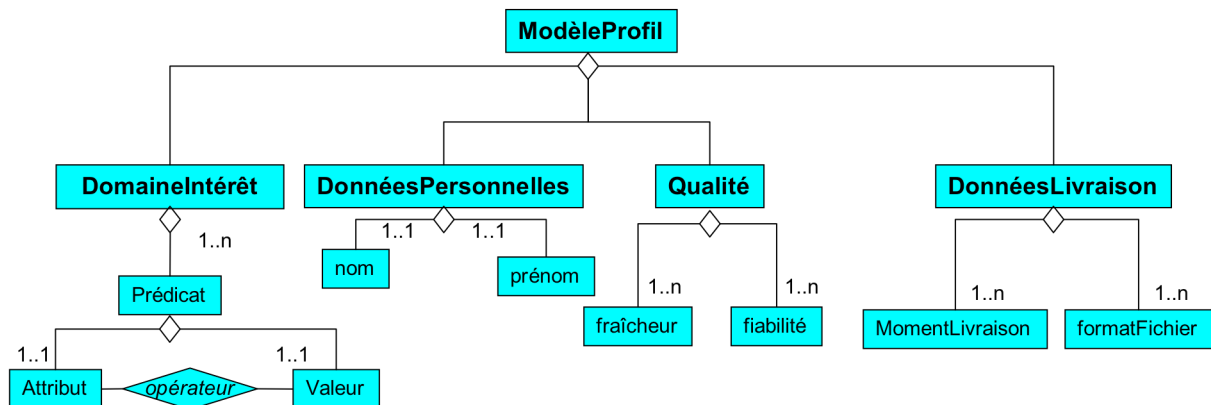 ModèleProfil
DomaineIntérêt
DonnéesPersonnelles
Qualité
DonnéesLivraison
1..n
1..1
1..1
nom
prénom
Prédicat
1..n
1..n
1..n
1..n
fraîcheur
fiabilité
MomentLivraison
formatFichier
1..1
1..1
Attribut
opérateur
Valeur